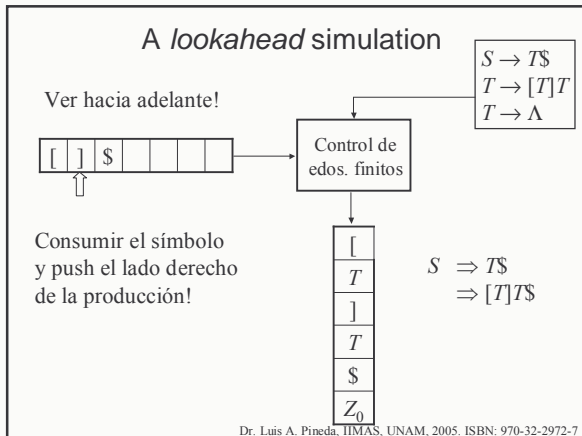 A lookahead simulation
S → T$
T → [T]T
T → Λ
Ver hacia adelante!
[ ] $
Control de
edos. finitos
Consumir el símbolo
y push el lado derecho
de la producción!
[
T
]
T
$
Z₀
S ⇒ T$
⇒ [T]T$
Dr. Luis A. Pineda, IIMAS, UNAM, 2005. ISBN: 970-32-2972-7